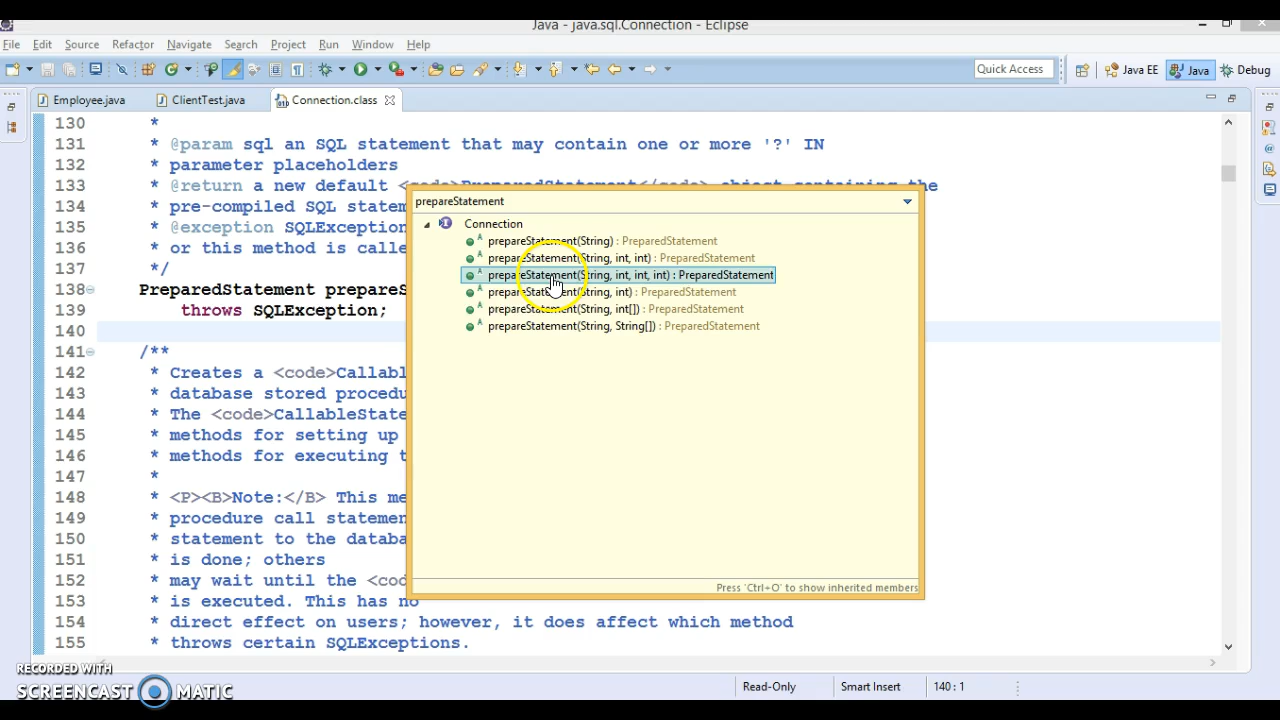 Java - java.sql.Connection - Eclipse
File Edit Source Refactor Navigate Search Project Run Window Help
Quick Access Java EE Java Debug
Employee.java ClientTest.java Connection.class
130 *
131 * @param sql an SQL statement that may contain one or more '?' IN
132 * parameter placeholders
133 * @return a new default <code>PreparedStatement</code> object containing the
134 * pre-compiled SQL statem
135 * @exception SQLException
136 * or this method is calle
137 */
138 PreparedStatement prepareS
139 throws SQLException;
140
141 /**
142 * Creates a <code>Callabl
143 * database stored procedu
144 * The <code>CallableState
145 * methods for setting up
146 * methods for executing t
147 *
148 * <P><B>Note:</B> This me
149 * procedure call statemen
150 * statement to the databa
151 * is done; others
152 * may wait until the <cod
153 * is executed. This has no
154 * direct effect on users; however, it does affect which method
155 * throws certain SQLExceptions.
prepareStatement
Connection
prepareStatement(String) : PreparedStatement
prepareStatement(String, int, int) : PreparedStatement
prepareStatement(String, int, int, int) : PreparedStatement
prepareStatement(String, int) : PreparedStatement
prepareStatement(String, int[]) : PreparedStatement
prepareStatement(String, String[]) : PreparedStatement
Press 'Ctrl+O' to show inherited members
Read-Only Smart Insert 140 : 1
RECORDED WITH
SCREENCAST MATIC